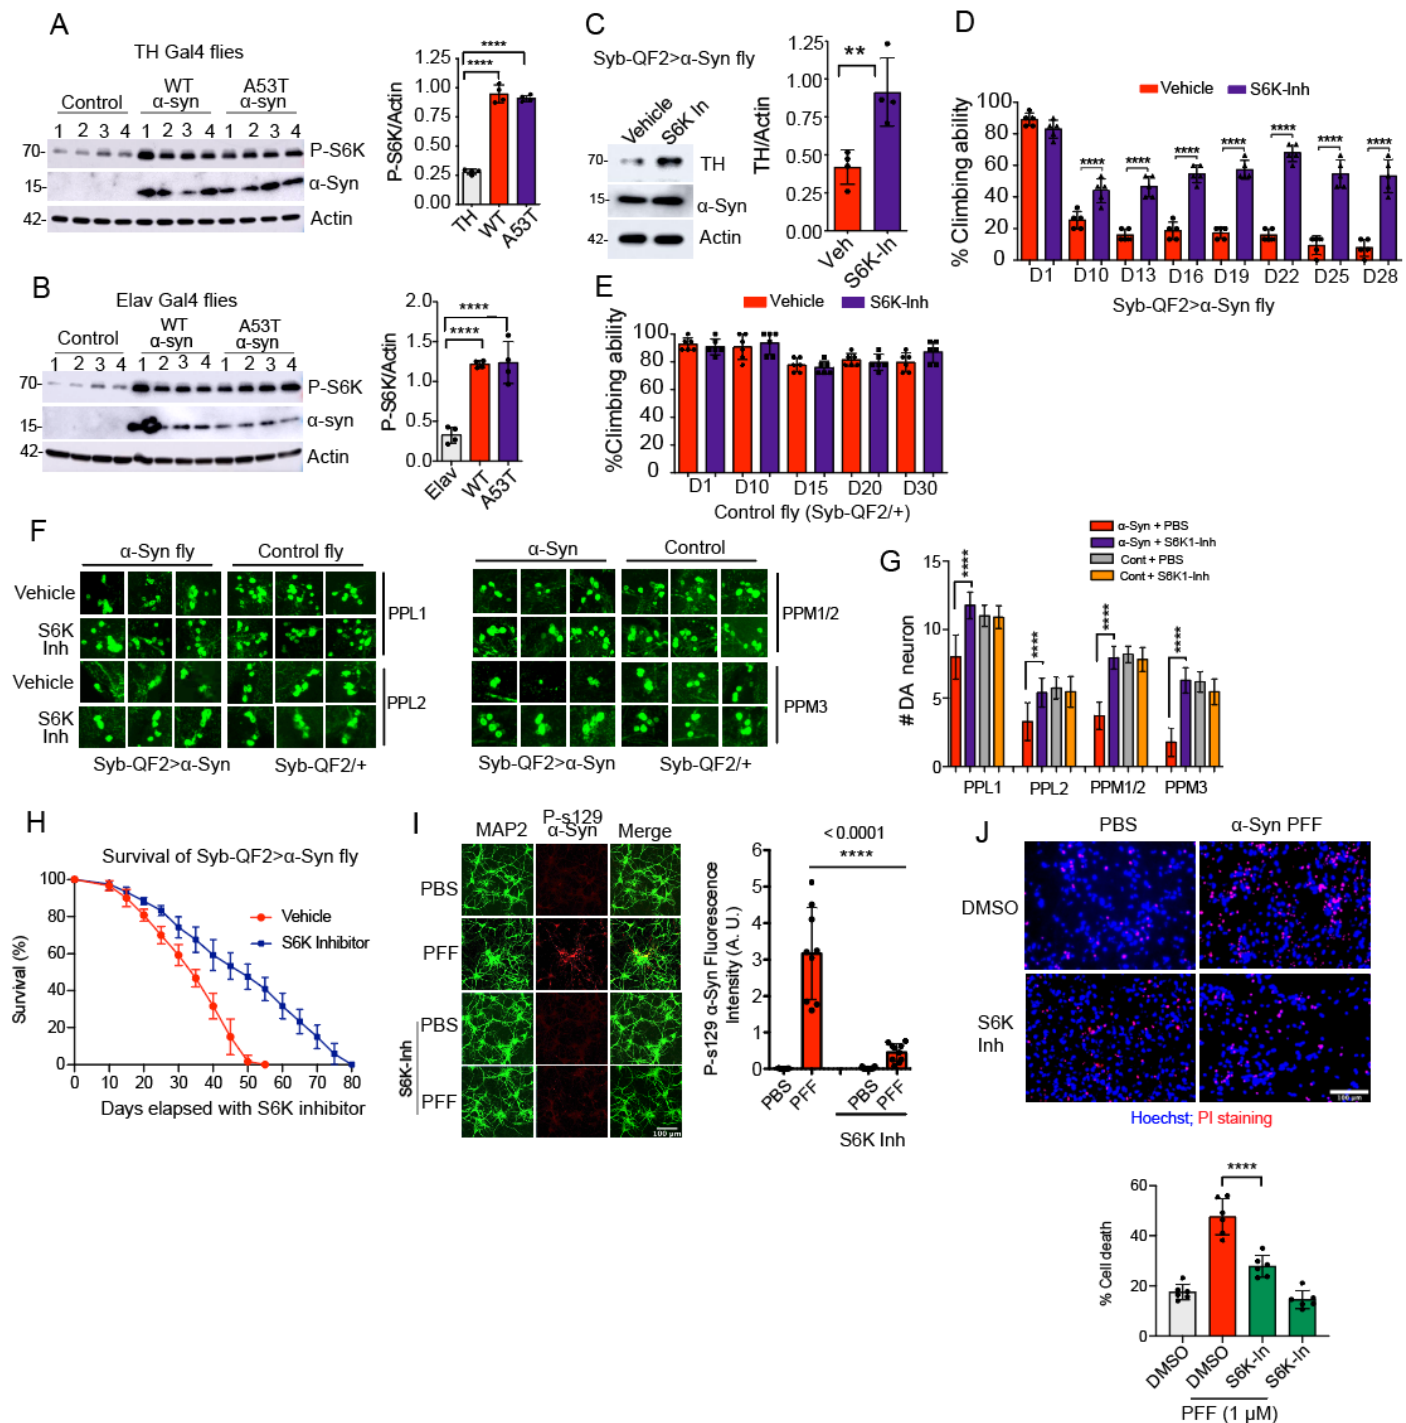 A
TH Gal4 flies
Control
WT
α-syn
A53T
α-syn
1 2 3 4 1 2 3 4 1 2 3 4
70-
P-S6K
15-
α-Syn
42-
Actin
P-S6K/Actin
1.25
1.00
0.75
0.50
0.25
0.00
****
****
TH
WT
A53T
B
Elav Gal4 flies
Control
WT
α-syn
A53T
α-syn
1 2 3 4 1 2 3 4 1 2 3 4
70-
P-S6K
15-
α-syn
42-
Actin
P-S6K/Actin
2.0
1.5
1.0
0.5
0.0
****
****
Elav
WT
A53T
C
Syb-QF2>α-Syn fly
Vehicle
S6K In
70-
TH
15-
α-Syn
42-
Actin
TH/Actin
1.25
1.00
0.75
0.50
0.25
0.00
**
Veh
S6K-In
D
Vehicle
S6K-Inh
% Climbing ability
100
80
60
40
20
0
**** **** **** **** **** **** ****
D1 D10 D13 D16 D19 D22 D25 D28
Syb-QF2>α-Syn fly
E
Vehicle
S6K-Inh
%Climbing ability
100
80
60
40
20
0
D1 D10 D15 D20 D30
Control fly (Syb-QF2/+)
F
α-Syn fly
Control fly
Vehicle
S6K
Inh
PPL1
Vehicle
S6K
Inh
PPL2
Syb-QF2>α-Syn
Syb-QF2/+
α-Syn
Control
PPM1/2
PPM3
Syb-QF2>α-Syn
Syb-QF2/+
G
α-Syn + PBS
α-Syn + S6K1-Inh
Cont + PBS
Cont + S6K1-Inh
# DA neuron
15
10
5
0
****
****
****
****
PPL1
PPL2
PPM1/2
PPM3
H
Survival of Syb-QF2>α-Syn fly
Vehicle
S6K Inhibitor
Survival (%)
100
80
60
40
20
0
0 10 20 30 40 50 60 70 80
Days elapsed with S6K inhibitor
I
MAP2
P-s129
α-Syn
Merge
PBS
PFF
S6K-Inh
PBS
PFF
100 µm
P-s129 α-Syn Fluorescence
Intensity (A. U.)
6
5
4
3
2
1
0
< 0.0001
****
PBS
PFF
PBS
PFF
S6K Inh
J
PBS
α-Syn PFF
DMSO
S6K
Inh
100 µm
Hoechst; PI staining
% Cell death
60
40
20
0
****
DMSO
DMSO
S6K-In
S6K-In
PFF (1 µM)